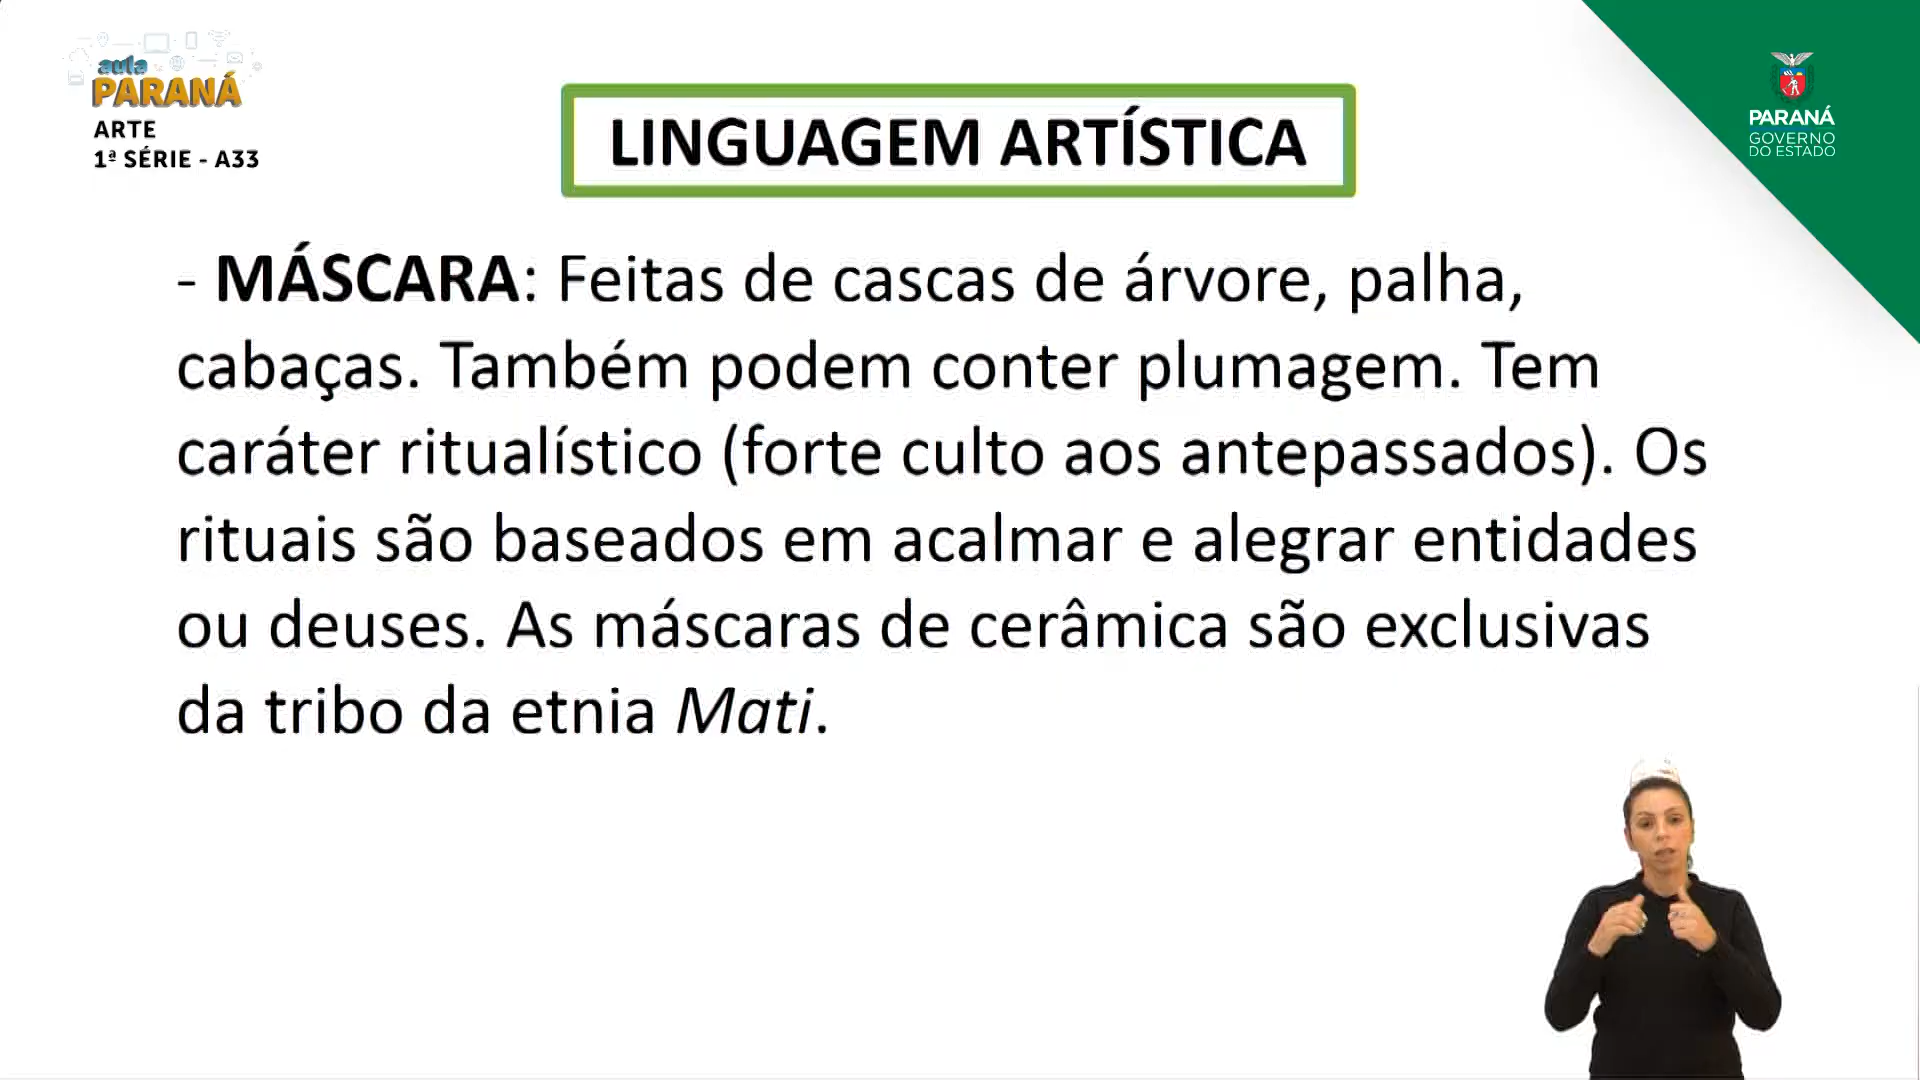 aula
PARANÁ
ARTE
1ª SÉRIE - A33
LINGUAGEM ARTÍSTICA
PARANÁ
GOVERNO
DO ESTADO
- MÁSCARA: Feitas de cascas de árvore, palha,
cabaças. Também podem conter plumagem. Tem
caráter ritualístico (forte culto aos antepassados). Os
rituais são baseados em acalmar e alegrar entidades
ou deuses. As máscaras de cerâmica são exclusivas
da tribo da etnia Mati.